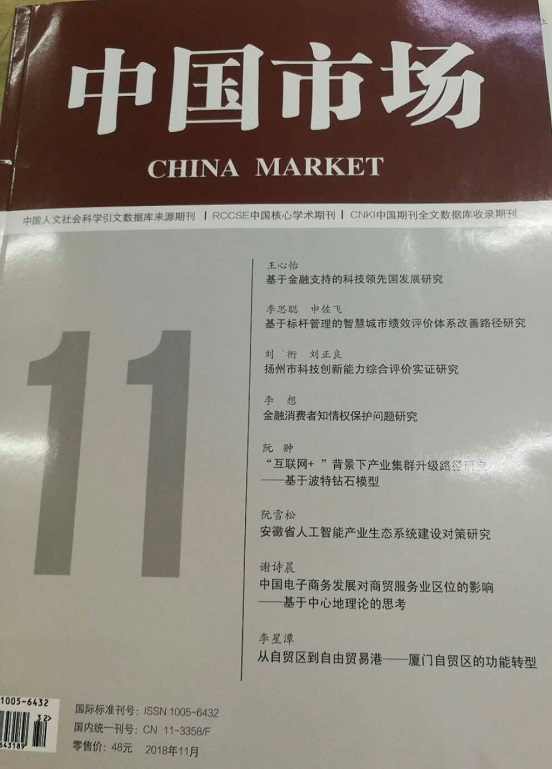 中国市场
CHINA MARKET
中国人文社会科学引文数据库来源期刊 | RCCSE中国核心学术期刊 | CNKI中国期刊全文数据库收录期刊
11
王心怡
基于金融支持的科技领先国发展研究
季思聪 申佐飞
基于标杆管理的智慧城市绩效评价体系改善路径研究
刘 衎 刘正良
扬州市科技创新能力综合评价实证研究
李 想
金融消费者知情权保护问题研究
阮 翀
“互联网+ ”背景下产业集群升级路径研究
——基于波特钻石模型
阮雪松
安徽省人工智能产业生态系统建设对策研究
谢诗晨
中国电子商务发展对商贸服务业区位的影响
——基于中心地理论的思考
李星漳
从自贸区到自由贸易港——厦门自贸区的功能转型
1005-6432
32>
643189
国际标准刊号: ISSN 1005-6432
国内统一刊号: CN 11-3358/F
零售价: 48元 2018年11月